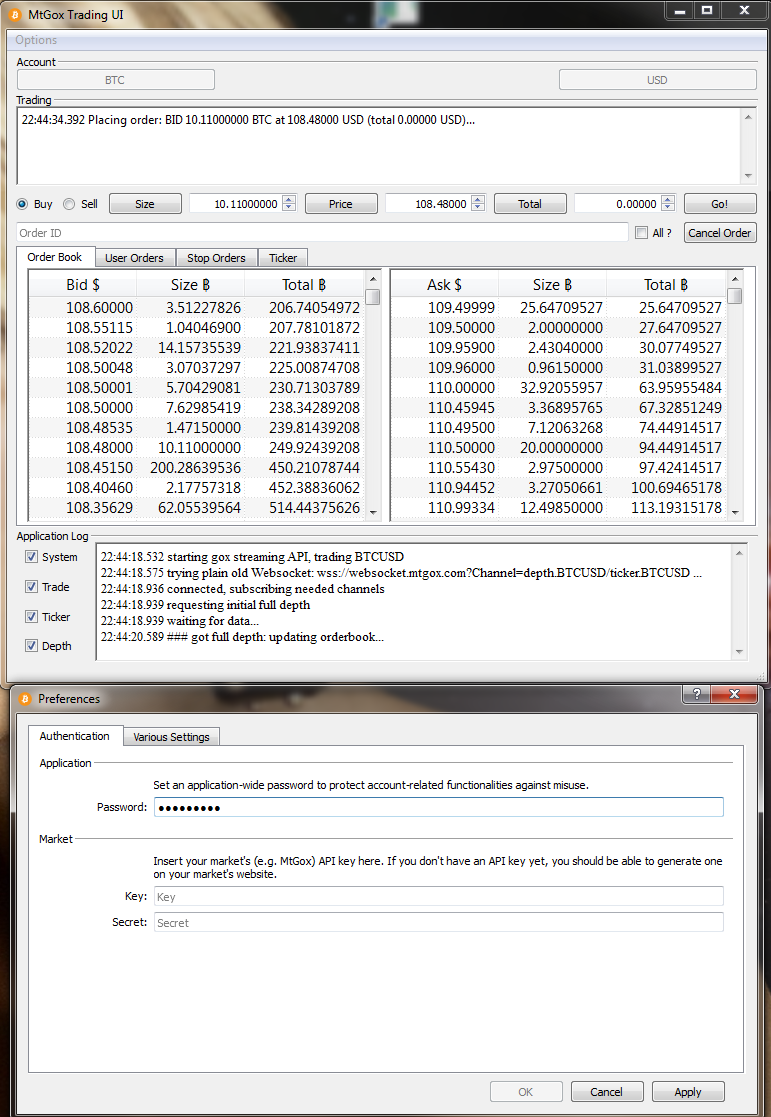 MtGox Trading UI
Options
Account
BTC USD
Trading
22:44:34.392 Placing order: BID 10.11000000 BTC at 108.48000 USD (total 0.00000 USD)...
Buy Sell Size 10.11000000 Price 108.48000 Total 0.00000 Go!
Order ID All ? Cancel Order
Order Book User Orders Stop Orders Ticker
Bid $ Size ฿ Total ฿ Ask $ Size ฿ Total ฿
108.60000 3.51227826 206.74054972 109.49999 25.64709527 25.64709527
108.55115 1.04046900 207.78101872 109.50000 2.00000000 27.64709527
108.52022 14.15735539 221.93837411 109.95900 2.43040000 30.07749527
108.50048 3.07037297 225.00874708 109.96000 0.96150000 31.03899527
108.50001 5.70429081 230.71303789 110.00000 32.92055957 63.95955484
108.50000 7.62985419 238.34289208 110.45945 3.36895765 67.32851249
108.48535 1.47150000 239.81439208 110.49500 7.12063268 74.44914517
108.48000 10.11000000 249.92439208 110.50000 20.00000000 94.44914517
108.45150 200.28639536 450.21078744 110.55430 2.97500000 97.42414517
108.40460 2.17757318 452.38836062 110.94452 3.27050661 100.69465178
108.35629 62.05539564 514.44375626 110.99334 12.49850000 113.19315178
Application Log
System
Trade
Ticker
Depth
22:44:18.532 starting gox streaming API, trading BTCUSD
22:44:18.575 trying plain old Websocket: wss://websocket.mtgox.com?Channel=depth.BTCUSD/ticker.BTCUSD ...
22:44:18.936 connected, subscribing needed channels
22:44:18.939 requesting initial full depth
22:44:18.939 waiting for data...
22:44:20.589 ### got full depth: updating orderbook...
Preferences
Authentication Various Settings
Application
Set an application-wide password to protect account-related functionalities against misuse.
Password: ●●●●●●●●●
Market
Insert your market's (e.g. MtGox) API key here. If you don't have an API key yet, you should be able to generate one
on your market's website.
Key: Key
Secret: Secret
OK Cancel Apply